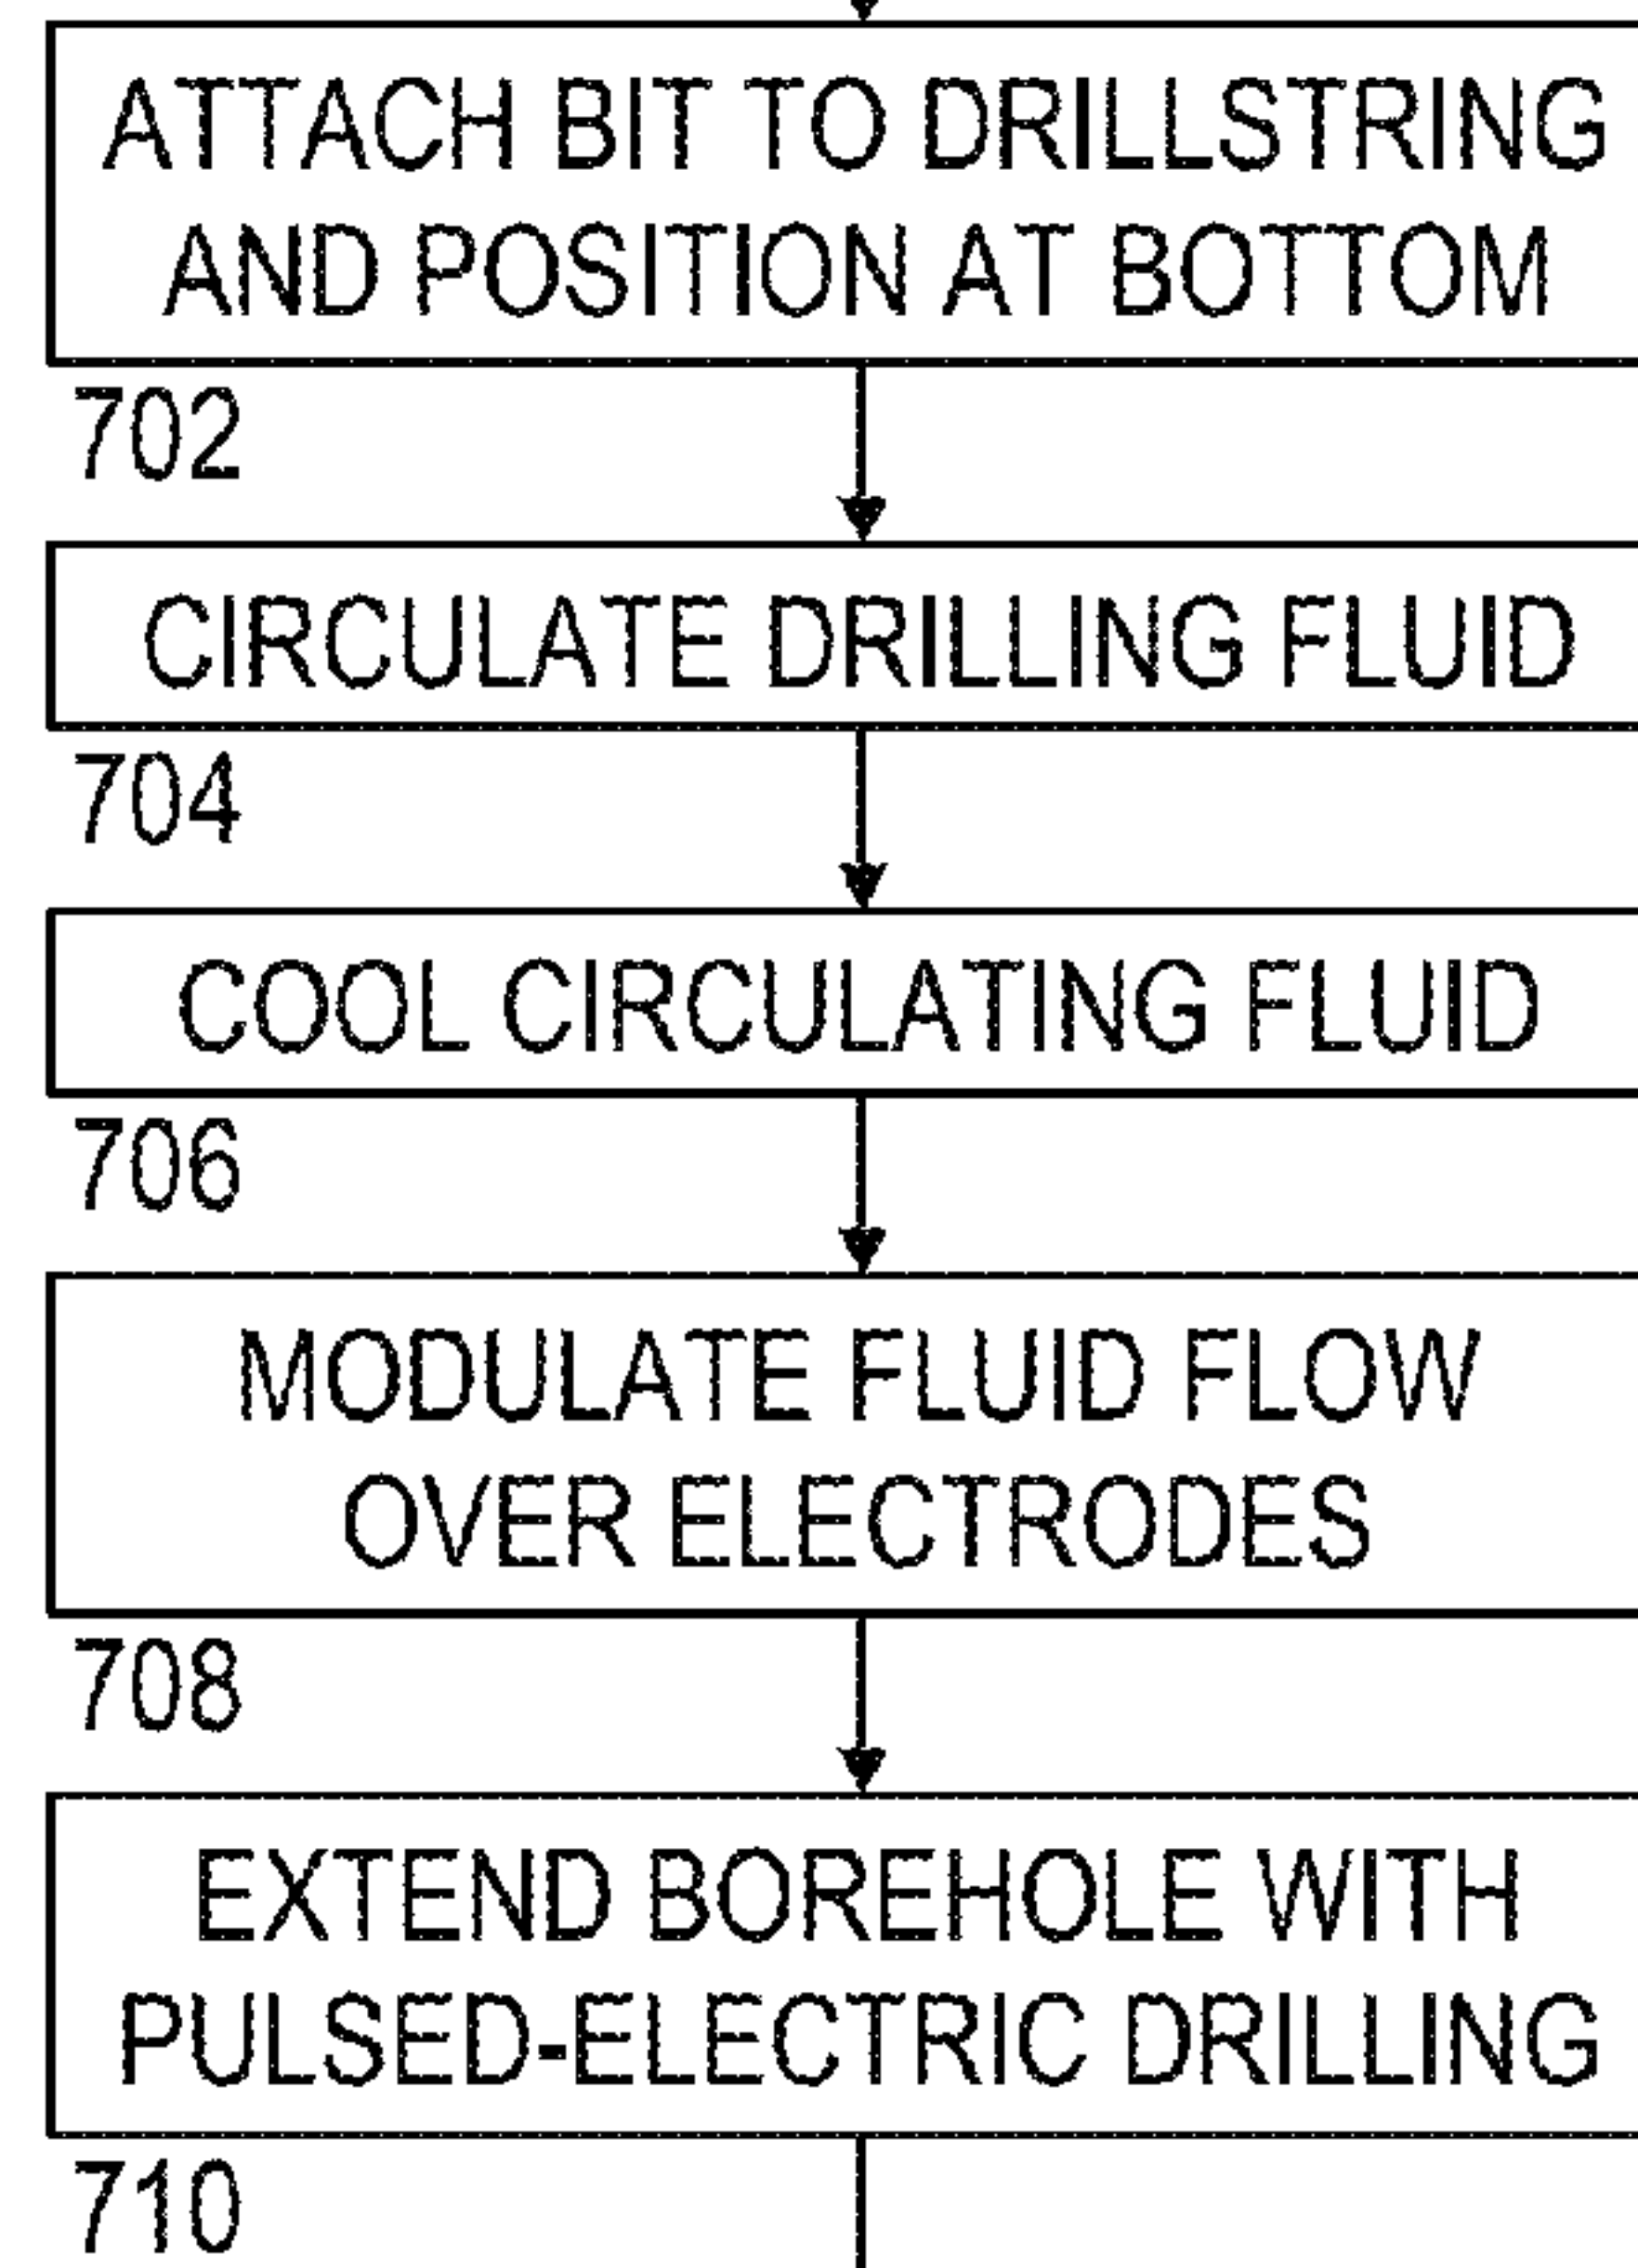 ATTACH BIT TO DRILLSTRING
AND POSITION AT BOTTOM
702
CIRCULATE DRILLING FLUID
704
COOL CIRCULATING FLUID
706
MODULATE FLUID FLOW
OVER ELECTRODES
708
EXTEND BOREHOLE WITH
PULSED-ELECTRIC DRILLING
710